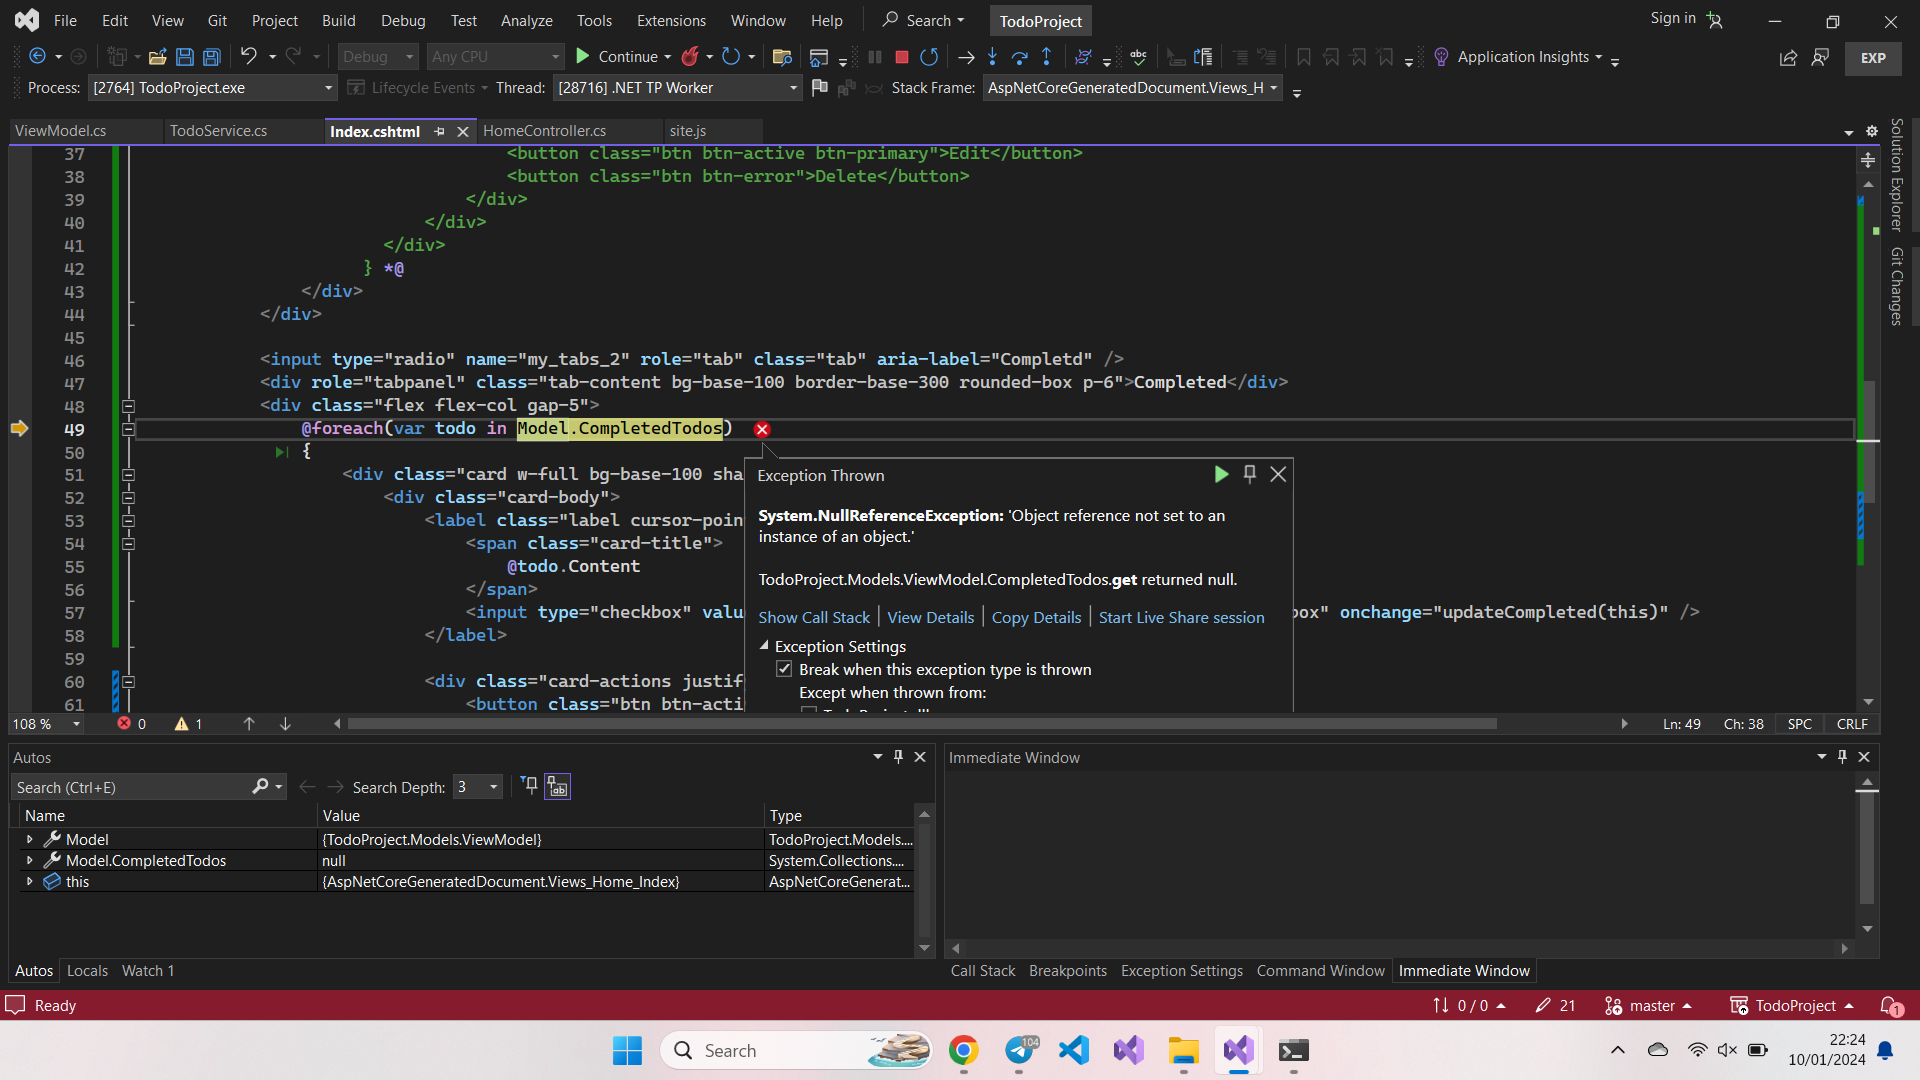 File Edit View Git Project Build Debug Test Analyze Tools Extensions Window Help Search TodoProject Sign in
Debug Any CPU Continue Application Insights EXP
Process: [2764] TodoProject.exe Lifecycle Events Thread: [28716] .NET TP Worker Stack Frame: AspNetCoreGeneratedDocument.Views_H
ViewModel.cs TodoService.cs Index.cshtml HomeController.cs site.js
Solution Explorer
Git Changes
37 <button class="btn btn-active btn-primary">Edit</button>
38 <button class="btn btn-error">Delete</button>
39 </div>
40 </div>
41 </div>
42 } *@
43 </div>
44 </div>
45
46 <input type="radio" name="my_tabs_2" role="tab" class="tab" aria-label="Completd" />
47 <div role="tabpanel" class="tab-content bg-base-100 border-base-300 rounded-box p-6">Completed</div>
48 <div class="flex flex-col gap-5">
49 @foreach(var todo in Model.CompletedTodos)
50 {
51 <div class="card w-full bg-base-100 sha
52 <div class="card-body">
53 <label class="label cursor-poin
54 <span class="card-title">
55 @todo.Content
56 </span>
57 <input type="checkbox" valu box" onchange="updateCompleted(this)" />
58 </label>
59
60 <div class="card-actions justif
61 <button class="btn btn-acti
Exception Thrown
System.NullReferenceException: 'Object reference not set to an
instance of an object.'
TodoProject.Models.ViewModel.CompletedTodos.get returned null.
Show Call Stack | View Details | Copy Details | Start Live Share session
Exception Settings
Break when this exception type is thrown
Except when thrown from:
108 % 0 1 Ln: 49 Ch: 38 SPC CRLF
Autos
Search (Ctrl+E) Search Depth: 3
Name Value Type
Model {TodoProject.Models.ViewModel} TodoProject.Models....
Model.CompletedTodos null System.Collections....
this {AspNetCoreGeneratedDocument.Views_Home_Index} AspNetCoreGenerat...
Autos Locals Watch 1
Immediate Window
Call Stack Breakpoints Exception Settings Command Window Immediate Window
Ready 0 / 0 21 master TodoProject 1
Search 104 22:24
10/01/2024